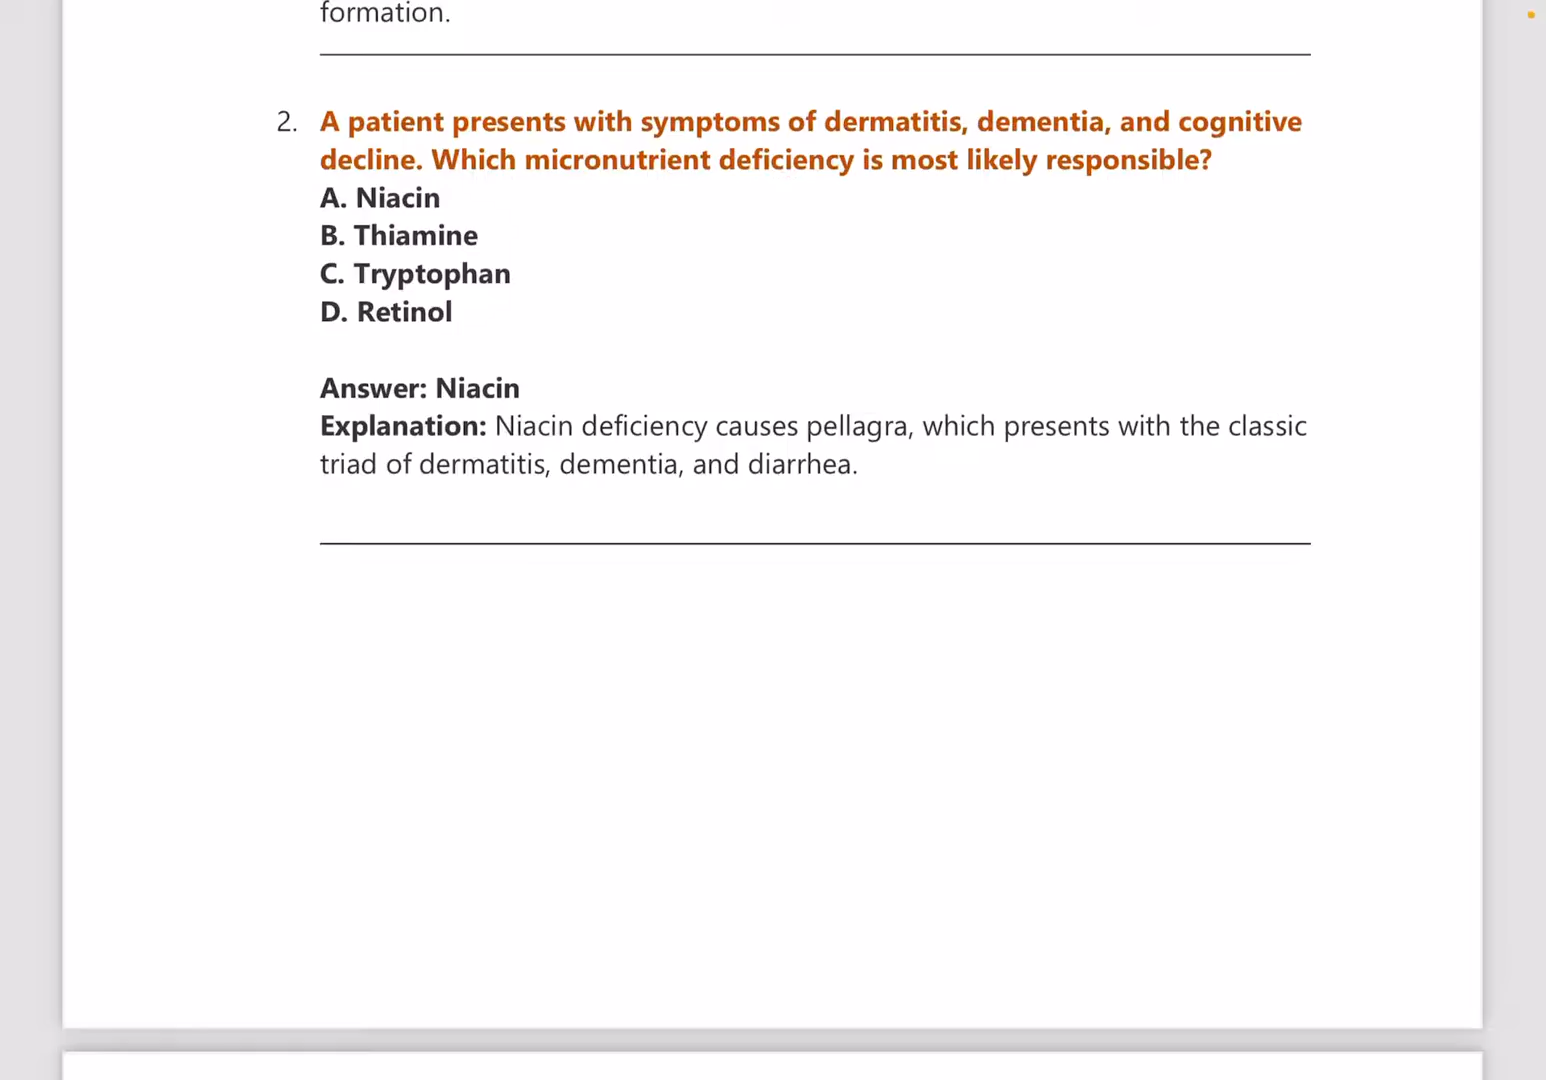 formation.
2. A patient presents with symptoms of dermatitis, dementia, and cognitive
decline. Which micronutrient deficiency is most likely responsible?
A. Niacin
B. Thiamine
C. Tryptophan
D. Retinol
Answer: Niacin
Explanation: Niacin deficiency causes pellagra, which presents with the classic
triad of dermatitis, dementia, and diarrhea.